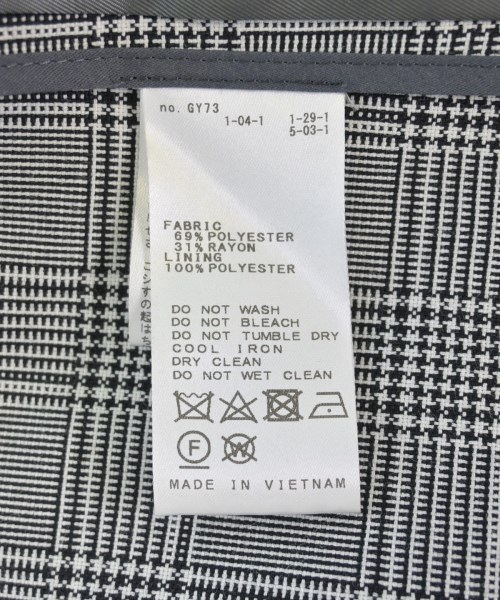 no. GY73
1-04-1 1-29-1
5-03-1
FABRIC
69%POLYESTER
31%RAYON
LINING
100%POLYESTER
DO NOT WASH
DO NOT BLEACH
DO NOT TUMBLE DRY
COOL IRON
DRY CLEAN
DO NOT WET CLEAN
F W
MADE IN VIETNAM